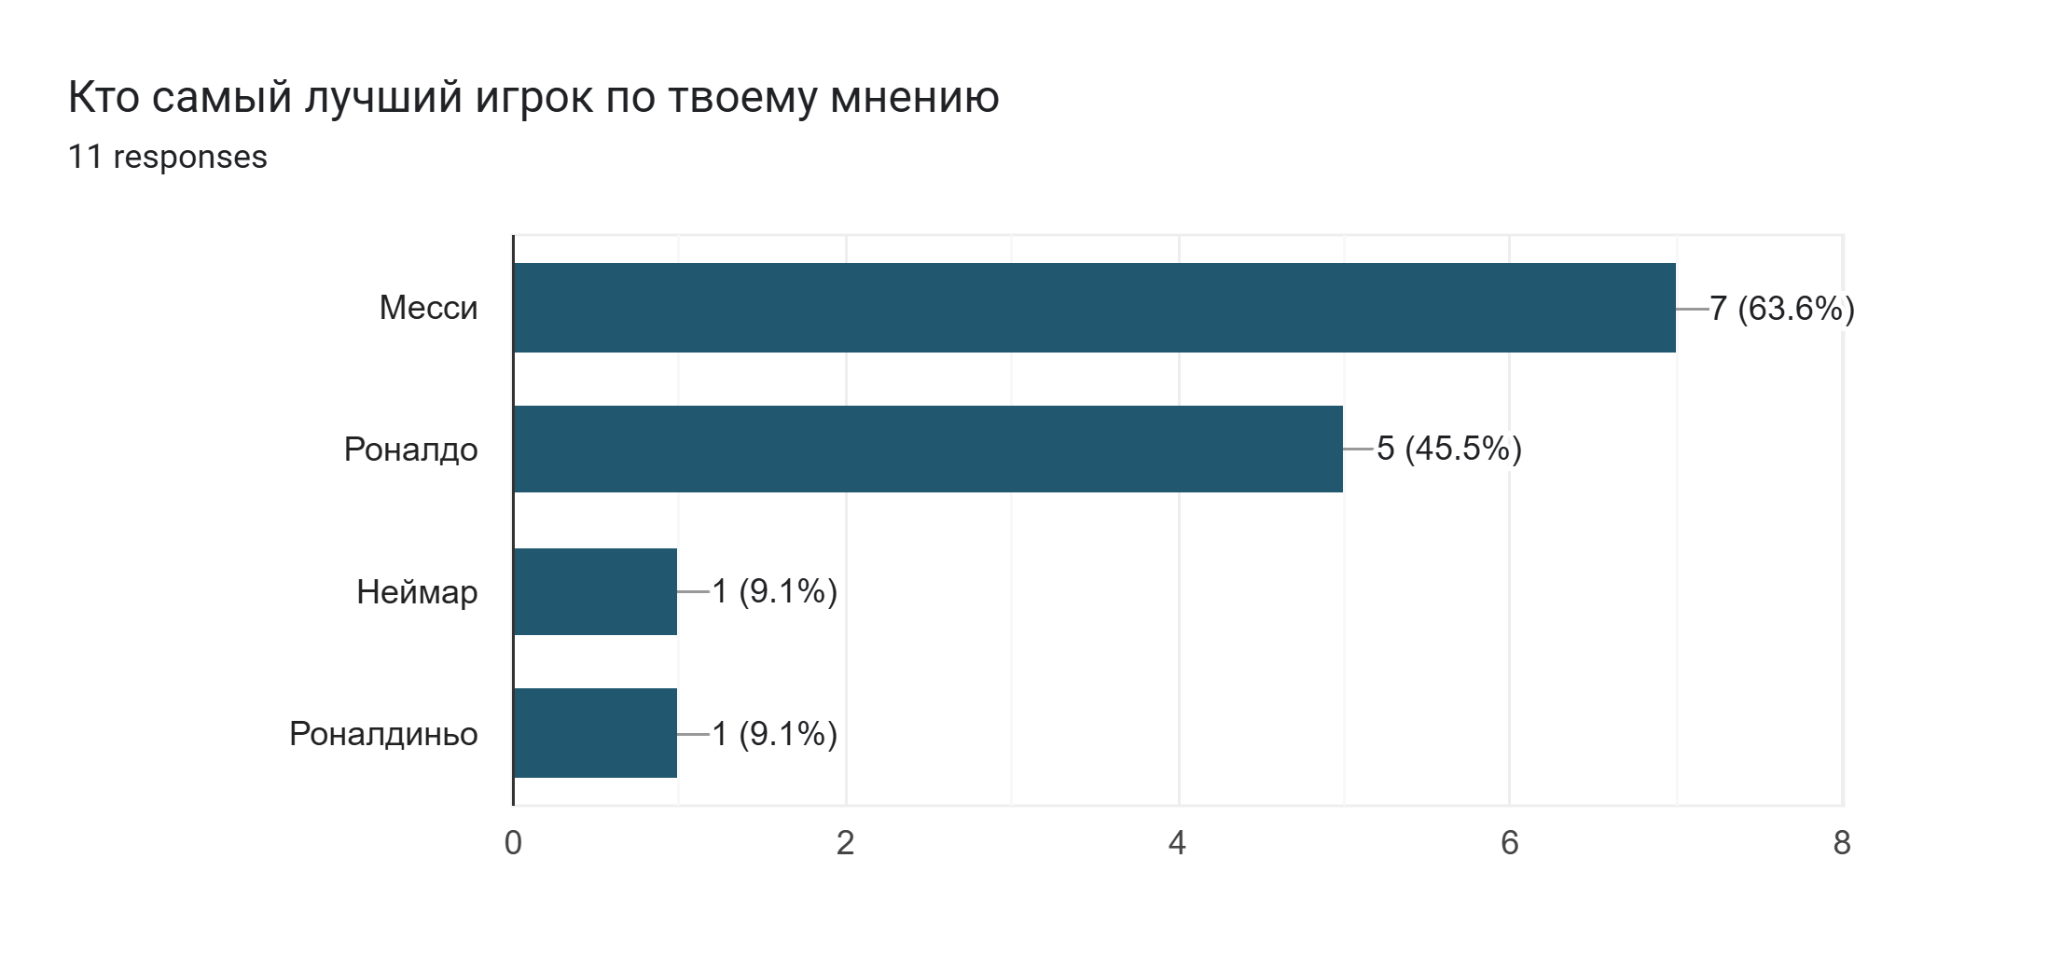 Кто самый лучший игрок по твоему мнению
11 responses
Месси 7 (63.6%)
Роналдо 5 (45.5%)
Неймар 1 (9.1%)
Роналдиньо 1 (9.1%)
0 2 4 6 8